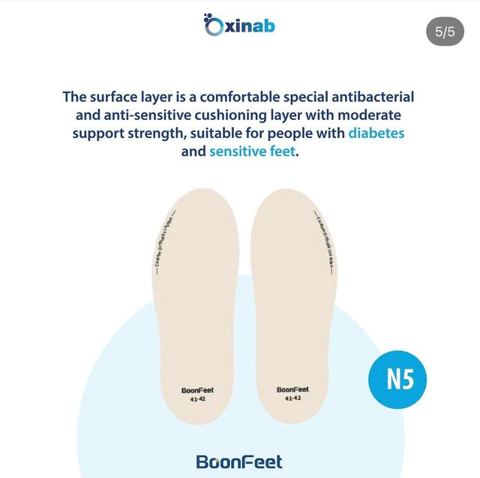 Oxinab
5/5
The surface layer is a comfortable special antibacterial
and anti-sensitive cushioning layer with moderate
support strength, suitable for people with diabetes
and sensitive feet.
BoonFeet
41-42
BoonFeet
41-42
N5
BoonFeet